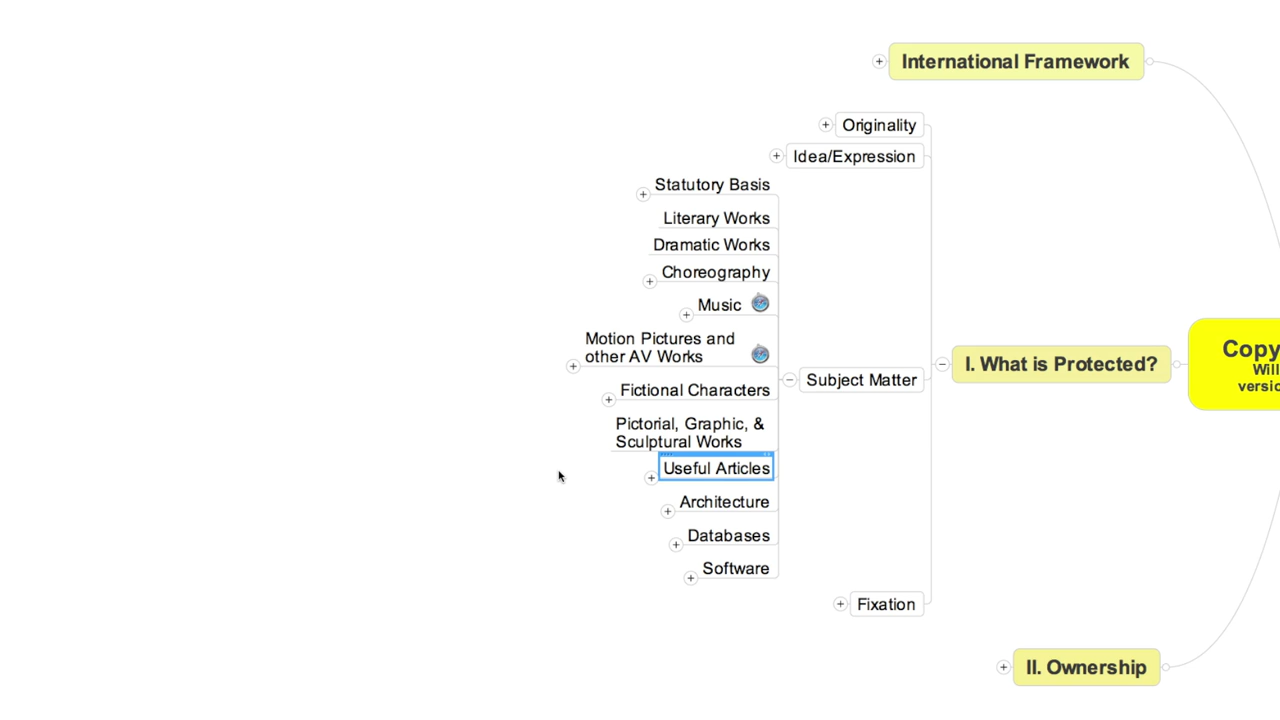 International Framework
Originality
Idea/Expression
Statutory Basis
Literary Works
Dramatic Works
Choreography
Music
Motion Pictures and
other AV Works
Fictional Characters
Pictorial, Graphic, &
Sculptural Works
Useful Articles
Architecture
Databases
Software
Subject Matter
I. What is Protected?
Copy
Will
versio
Fixation
II. Ownership